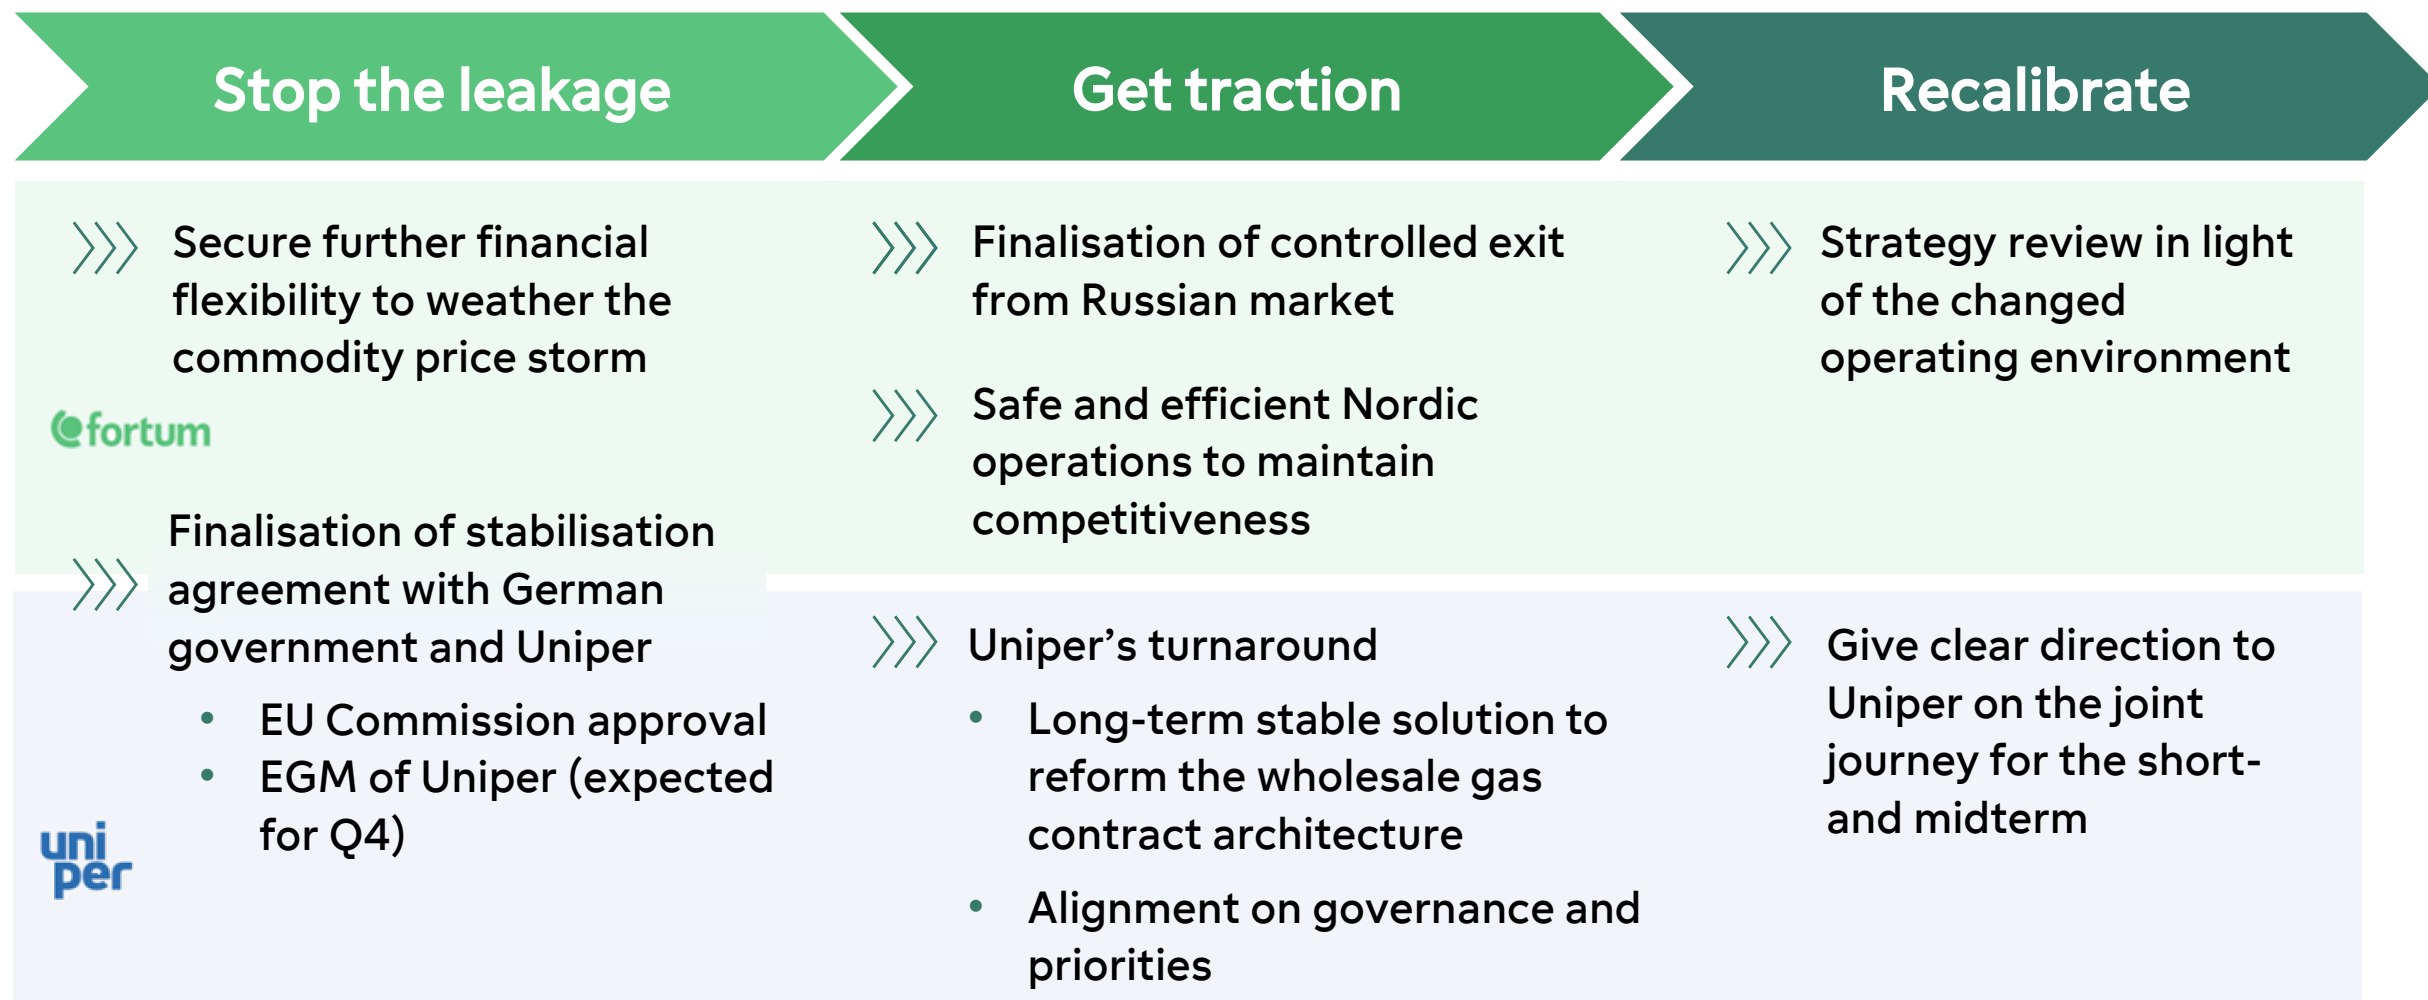 Stop the leakage
Get traction
Recalibrate
Secure further financial
flexibility to weather the
commodity price storm
fortum
Finalisation of stabilisation
agreement with German
government and Uniper
• EU Commission approval
• EGM of Uniper (expected
for Q4)
uni
per
Finalisation of controlled exit
from Russian market
Safe and efficient Nordic
operations to maintain
competitiveness
Uniper’s turnaround
• Long-term stable solution to
reform the wholesale gas
contract architecture
• Alignment on governance and
priorities
Strategy review in light
of the changed
operating environment
Give clear direction to
Uniper on the joint
journey for the short-
and midterm